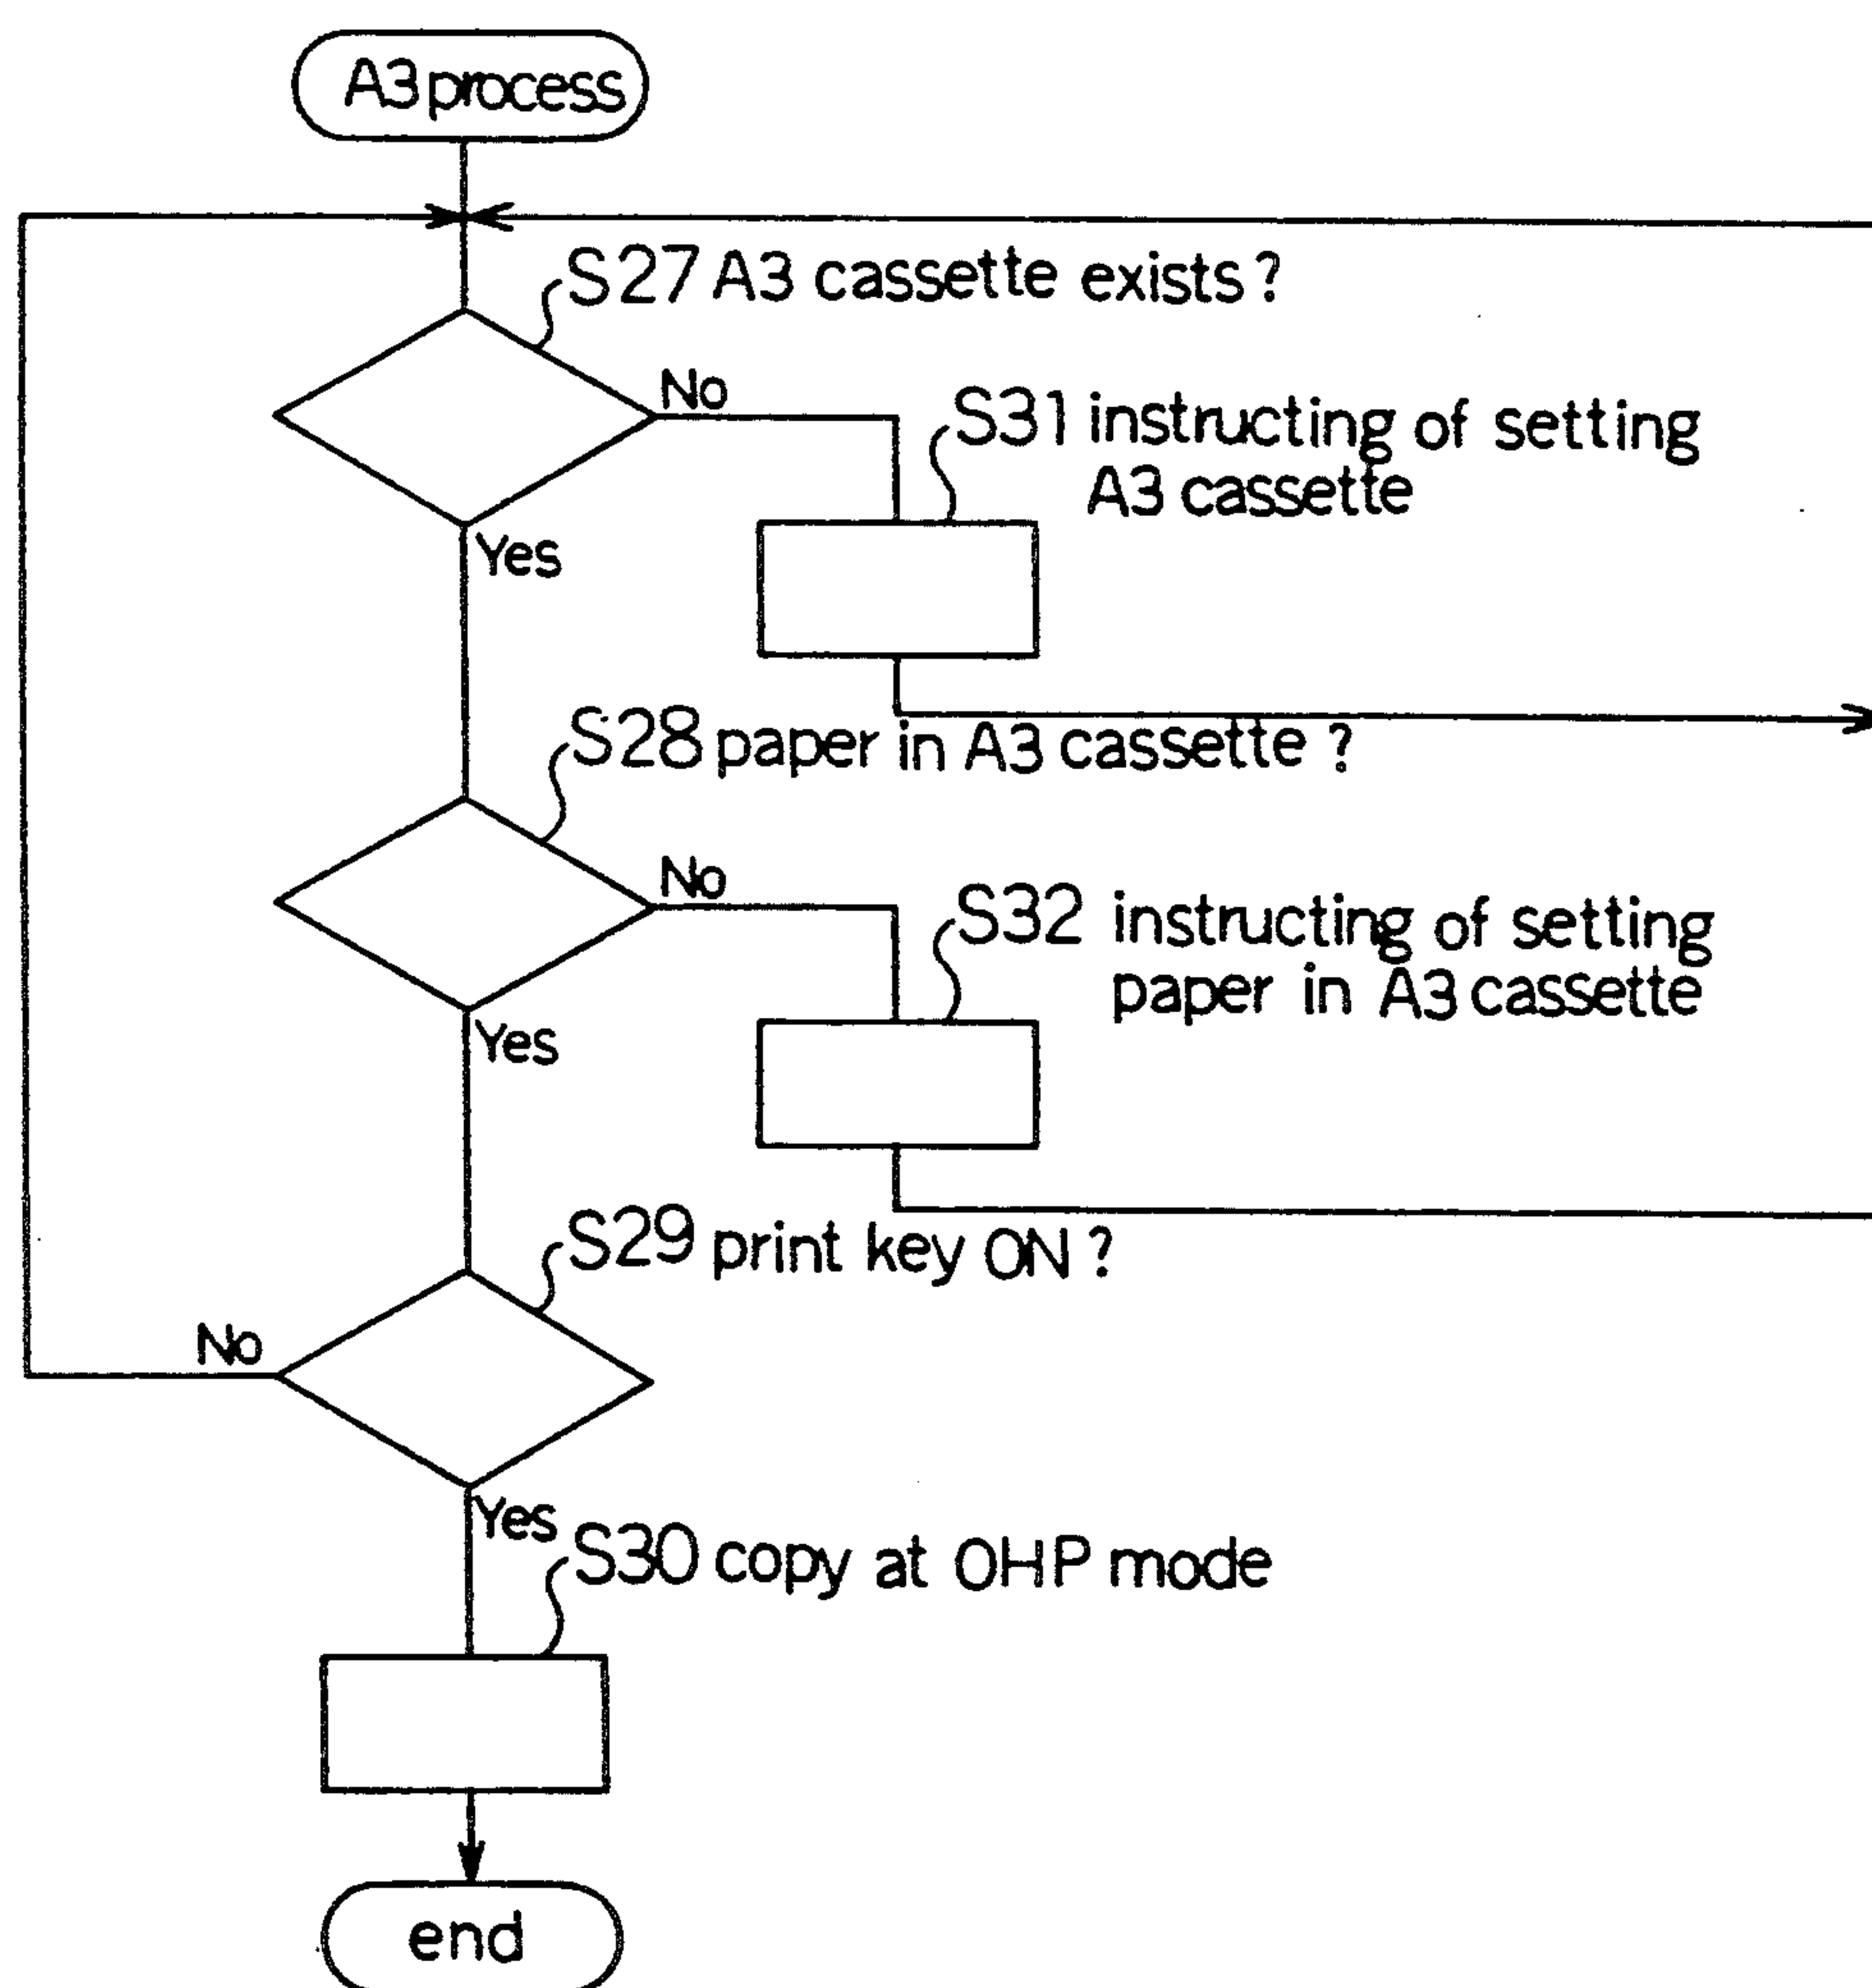 A3 process
S27 A3 cassette exists?
No
S31 instructing of setting
A3 cassette
Yes
S28 paper in A3 cassette ?
No
S32 instructing of setting
paper in A3 cassette
Yes
S29 print key ON ?
No
Yes
S30 copy at OHP mode
end